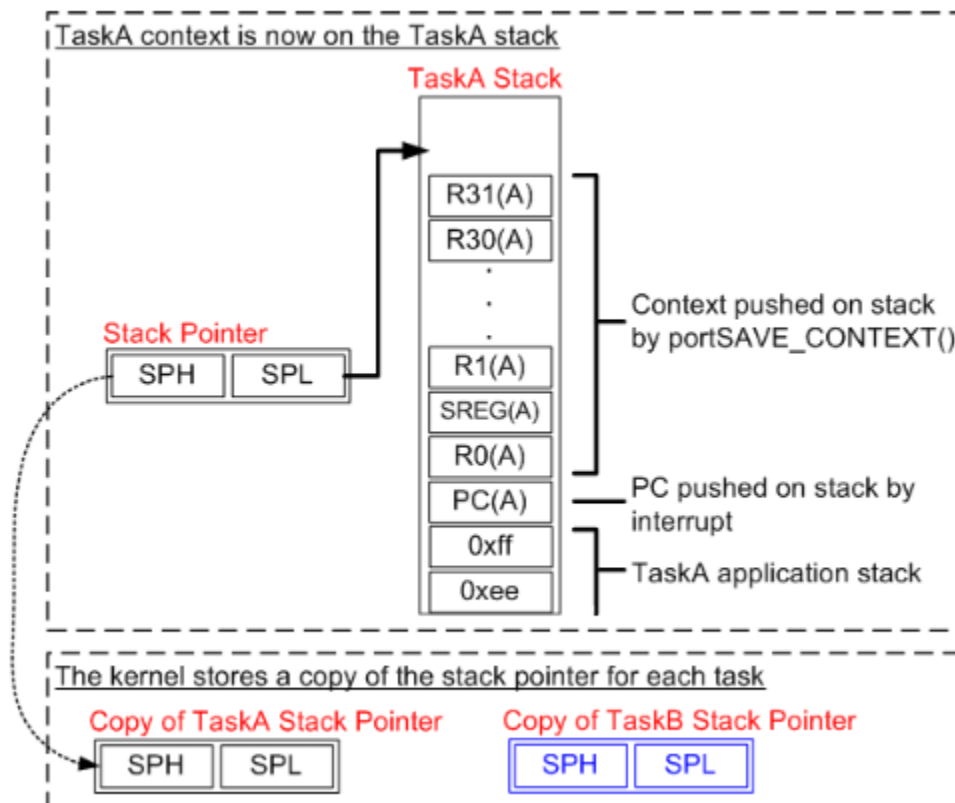 TaskA context is now on the TaskA stack
TaskA Stack
R31(A)
R30(A)
.
.
.
Context pushed on stack
by portSAVE_CONTEXT()
Stack Pointer
SPH SPL
R1(A)
SREG(A)
R0(A)
PC(A)
PC pushed on stack by
interrupt
0xff
TaskA application stack
0xee
The kernel stores a copy of the stack pointer for each task
Copy of TaskA Stack Pointer
SPH SPL
Copy of TaskB Stack Pointer
SPH SPL